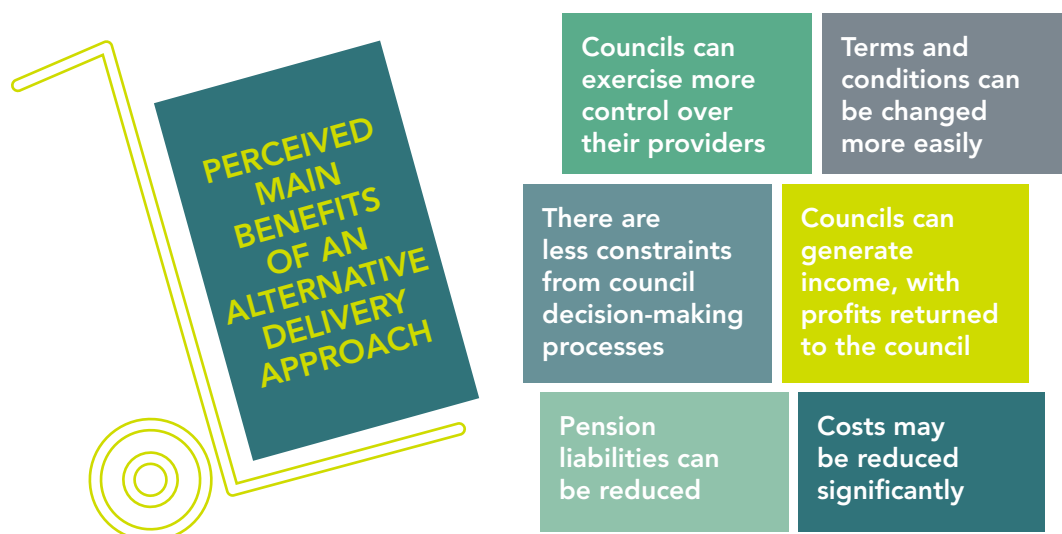 PERCEIVED
MAIN
BENEFITS
OF AN
ALTERNATIVE
DELIVERY
APPROACH
Councils can
exercise more
control over
their providers
Terms and
conditions can
be changed
more easily
There are
less constraints
from council
decision-making
processes
Councils can
generate
income, with
profits returned
to the council
Pension
liabilities can
be reduced
Costs may
be reduced
significantly